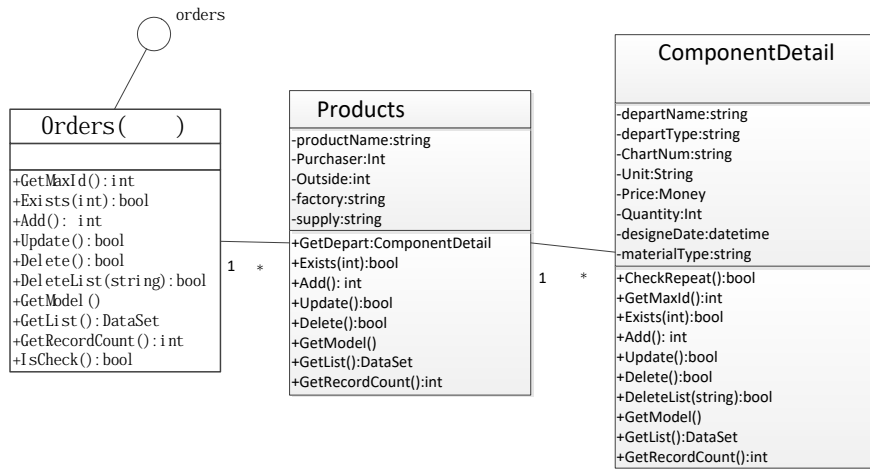 orders
Orders( )
+GetMaxId():int
+Exists(int):bool
+Add(): int
+Update():bool
+Delete():bool
+DeleteList(string):bool
+GetModel()
+GetList():DataSet
+GetRecordCount():int
+IsCheck():bool
1 *
Products
-productName:string
-Purchaser:Int
-Outside:int
-factory:string
-supply:string
+GetDepart:ComponentDetail
+Exists(int):bool
+Add(): int
+Update():bool
+Delete():bool
+GetModel()
+GetList():DataSet
+GetRecordCount():int
1 *
ComponentDetail
-departName:string
-departType:string
-ChartNum:string
-Unit:String
-Price:Money
-Quantity:Int
-designeDate:datetime
-materialType:string
+CheckRepeat():bool
+GetMaxId():int
+Exists(int):bool
+Add(): int
+Update():bool
+Delete():bool
+DeleteList(string):bool
+GetModel()
+GetList():DataSet
+GetRecordCount():int